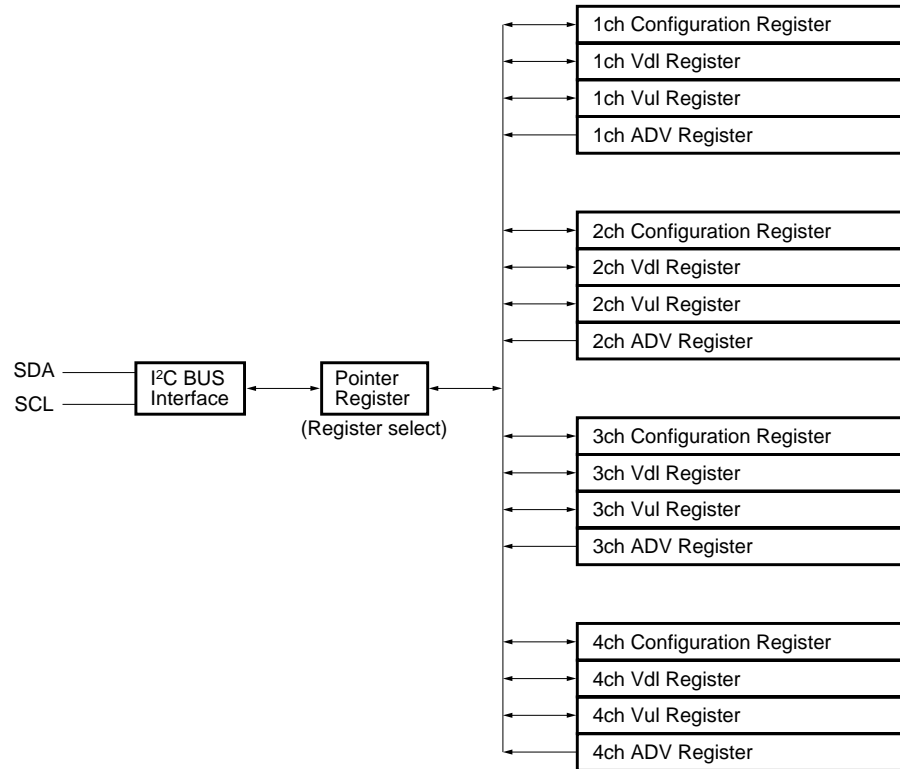 1ch Configuration Register
1ch Vdl Register
1ch Vul Register
1ch ADV Register
2ch Configuration Register
2ch Vdl Register
2ch Vul Register
2ch ADV Register
SDA
SCL
I²C BUS
Interface
Pointer
Register
(Register select)
3ch Configuration Register
3ch Vdl Register
3ch Vul Register
3ch ADV Register
4ch Configuration Register
4ch Vdl Register
4ch Vul Register
4ch ADV Register